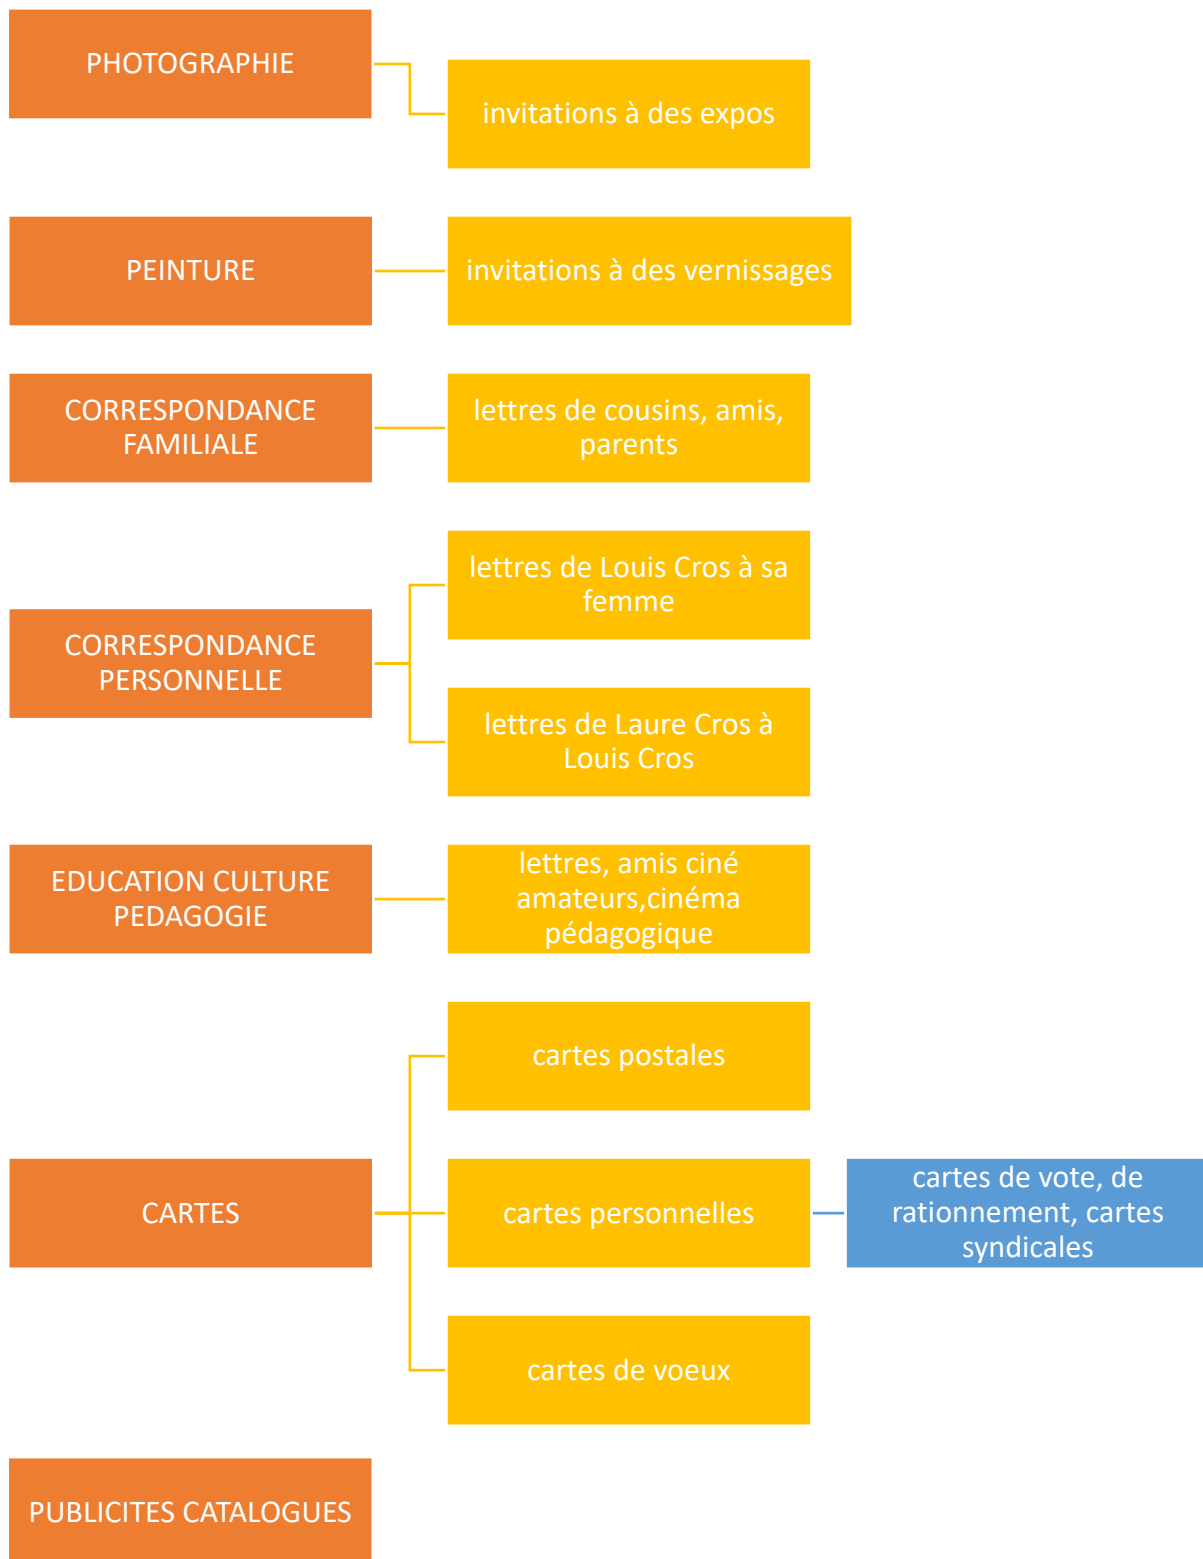 PHOTOGRAPHIE
invitations à des expos
PEINTURE
invitations à des vernissages
CORRESPONDANCE
FAMILIALE
lettres de cousins, amis,
parents
CORRESPONDANCE
PERSONNELLE
lettres de Louis Cros à sa
femme
lettres de Laure Cros à
Louis Cros
EDUCATION CULTURE
PEDAGOGIE
lettres, amis ciné
amateurs,cinéma
pédagogique
CARTES
cartes postales
cartes personnelles
cartes de vote, de
rationnement, cartes
syndicales
cartes de voeux
PUBLICITES CATALOGUES